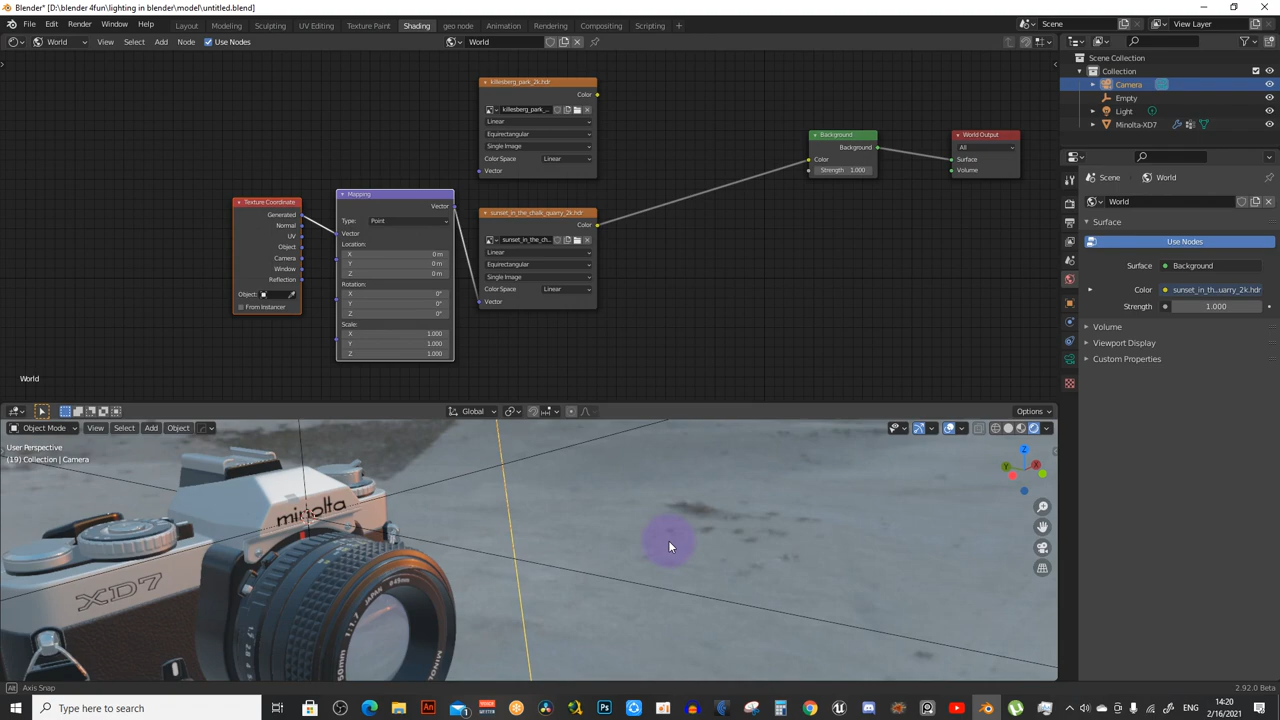 Blender* [D:\blender 4fun\lighting in blender\model\untitled.blend]
File Edit Render Window Help Layout Modeling Sculpting UV Editing Texture Paint Shading geo node Animation Rendering Compositing Scripting + Scene View Layer
World View Select Add Node Use Nodes World
Scene Collection
Collection
Camera
Empty
Light
Minolta-XD7
killesberg_park_2k.hdr
Color
killesberg_park_...
Linear
Equirectangular
Single Image
Color Space Linear
Vector
Background
Background
Color
Strength 1.000
World Output
All
Surface
Volume
Texture Coordinate
Generated
Normal
UV
Object
Camera
Window
Reflection
Object:
From Instancer
Mapping
Vector
Type: Point
Vector
Location:
X 0 m
Y 0 m
Z 0 m
Rotation:
X 0°
Y 0°
Z 0°
Scale:
X 1.000
Y 1.000
Z 1.000
sunset_in_the_chalk_quarry_2k.hdr
Color
sunset_in_the_ch...
Linear
Equirectangular
Single Image
Color Space Linear
Vector
World
Scene World
World
Surface
Use Nodes
Surface Background
Color sunset_in_th...uarry_2k.hdr
Strength 1.000
Volume
Viewport Display
Custom Properties
Global Options
Object Mode View Select Add Object
User Perspective
(19) Collection | Camera
Z
X
Y
minolta
XD7
JAPAN ⌀49mm
1:1.7
50mm
Axis Snap
2.92.0 Beta
Type here to search
14:20
2/16/2021